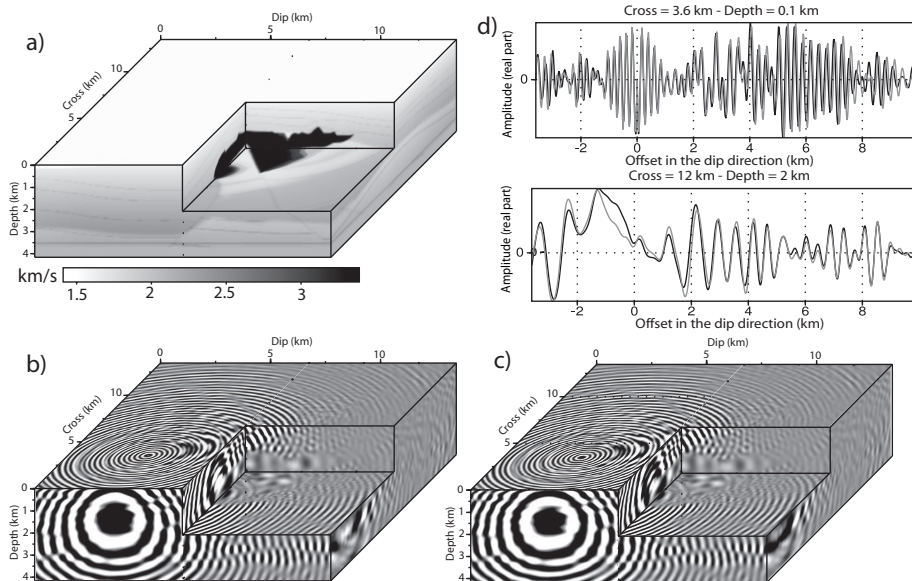 a)
Dip (km)
0 5 10
Cross (km)
10
5
Depth (km)
0
1
2
3
4
km/s
1.5 2 2.5 3
d)
Cross = 3.6 km - Depth = 0.1 km
Amplitude (real part)
0
-2 0 2 4 6 8
Offset in the dip direction (km)
Cross = 12 km - Depth = 2 km
Amplitude (real part)
0
-2 0 2 4 6 8
Offset in the dip direction (km)
b)
Dip (km)
0 5 10
Cross (km)
10
5
Depth (km)
0
1
2
3
4
c)
Dip (km)
0 5 10
Cross (km)
10
5
Depth (km)
0
1
2
3
4